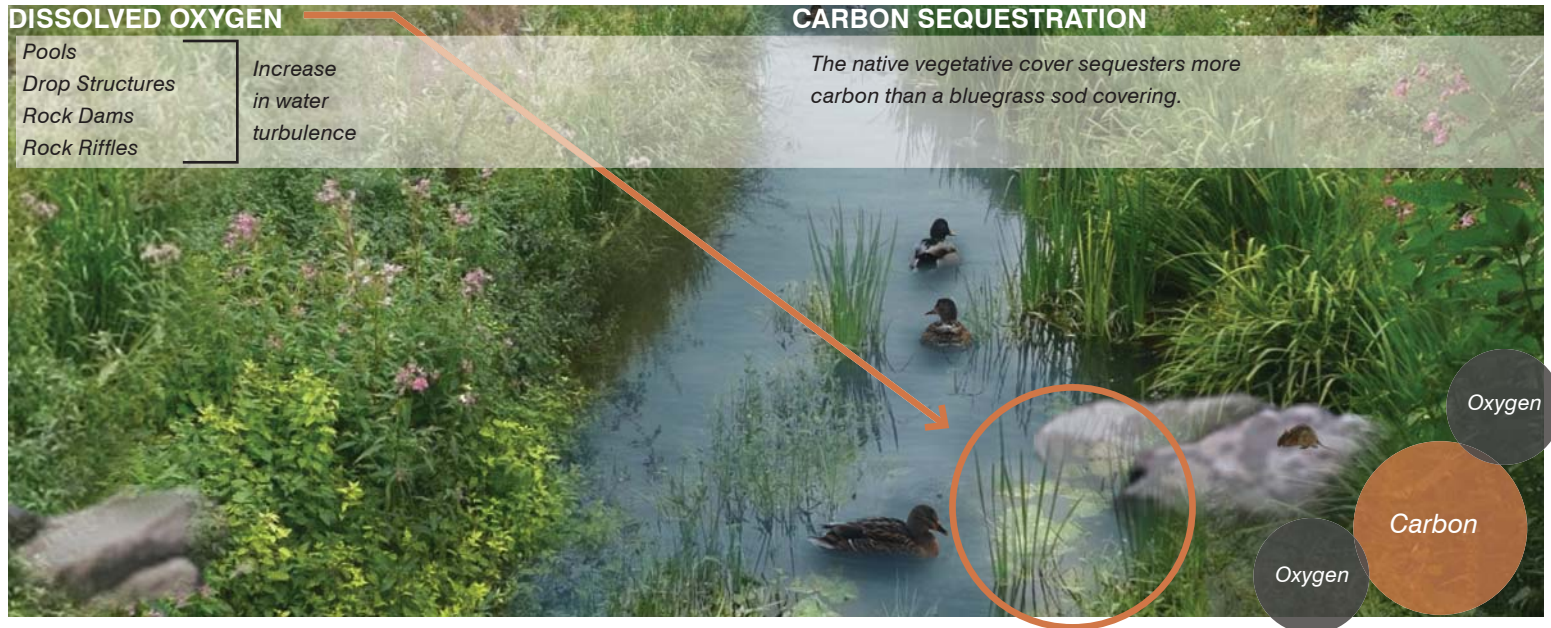 DISSOLVED OXYGEN
Pools
Drop Structures
Rock Dams
Rock Riffles
Increase
in water
turbulence
CARBON SEQUESTRATION
The native vegetative cover sequesters more
carbon than a bluegrass sod covering.
Oxygen
Carbon
Oxygen